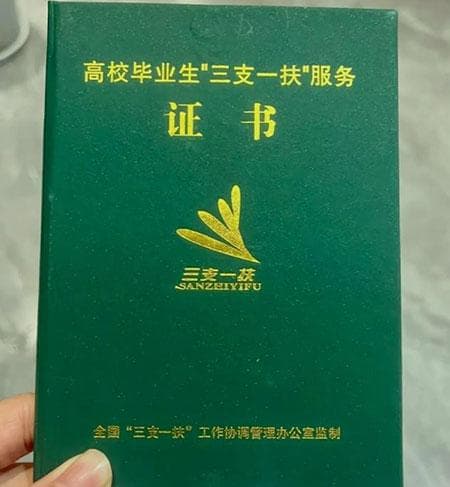 高校毕业生"三支一扶"服务
证书
三支一扶
SANZHIYIFU
全国“三支一扶”工作协调管理办公室监制